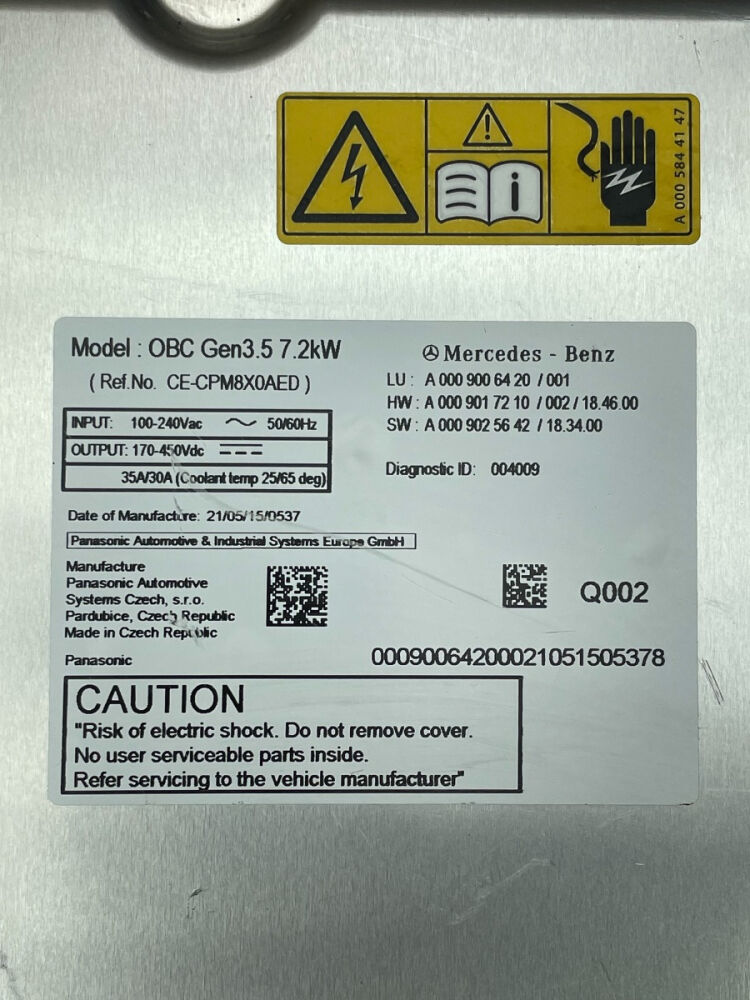 A 000 584 41 47
Model : OBC Gen3.5 7.2kW
( Ref.No. CE-CPM8X0AED )
INPUT: 100-240Vac ~ 50/60Hz
OUTPUT: 170-450Vdc
35A/30A (Coolant temp 25/65 deg)
Mercedes - Benz
LU : A 000 900 64 20 / 001
HW : A 000 901 72 10 / 002 / 18.46.00
SW : A 000 902 56 42 / 18.34.00
Diagnostic ID: 004009
Date of Manufacture: 21/05/15/0537
Panasonic Automotive & Industrial Systems Europe GmbH
Manufacture
Panasonic Automotive
Systems Czech, s.r.o.
Pardubice, Czech Republic
Made in Czech Republic
Q002
Panasonic
00090064200021051505378
CAUTION
"Risk of electric shock. Do not remove cover.
No user serviceable parts inside.
Refer servicing to the vehicle manufacturer"